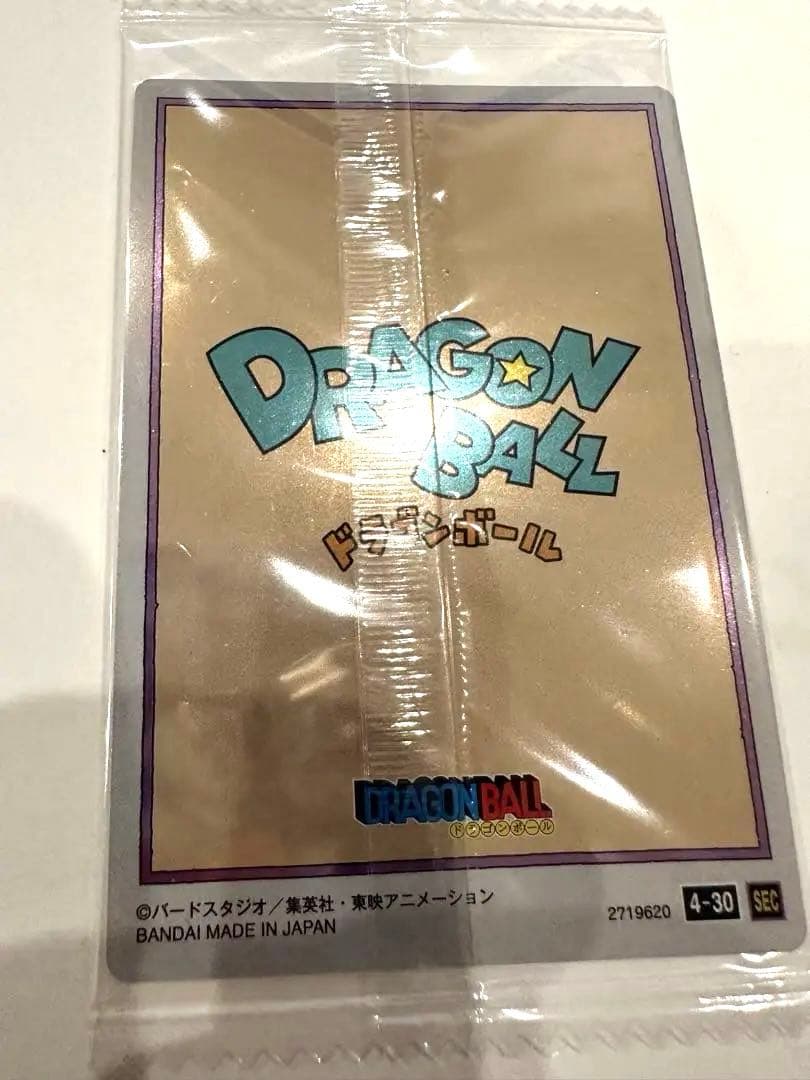 DRAGON
BALL
ドラゴンボール
DRAGON BALL
ドラゴンボール
©バードスタジオ／集英社・東映アニメーション
BANDAI MADE IN JAPAN
2719620 4-30 SEC